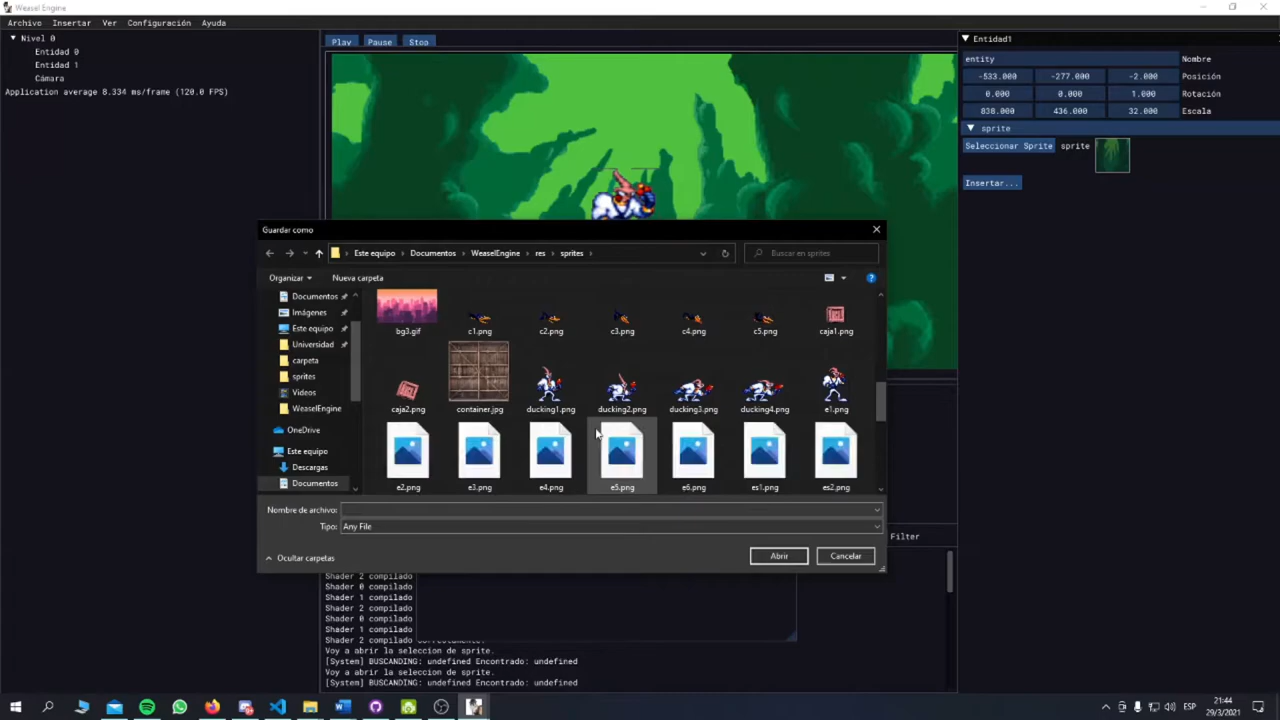 Weasel Engine
Archivo Insertar Ver Configuración Ayuda
Nivel 0
Entidad 0
Entidad 1
Cámara
Application average 8.334 ms/frame (120.0 FPS)
Play Pause Stop
Entidad1
entity Nombre
-533.000 -277.000 -2.000 Posición
0.000 0.000 1.000 Rotación
838.000 436.000 32.000 Escala
sprite
Seleccionar Sprite sprite
Insertar...
Guardar como
Este equipo Documentos WeaselEngine res sprites
Buscar en sprites
Organizar Nueva carpeta
Documentos
Imágenes
Este equipo
Universidad
carpeta
sprites
Videos
WeaselEngine
OneDrive
Este equipo
Descargas
Documentos
bg3.gif c1.png c2.png c3.png c4.png c5.png caja1.png
caja2.png container.jpg ducking1.png ducking2.png ducking3.png ducking4.png e1.png
e2.png e3.png e4.png e5.png e6.png es1.png es2.png
Nombre de archivo:
Tipo: Any File
Ocultar carpetas Abrir Cancelar
Filter
Shader 2 compilado
Shader 0 compilado
Shader 1 compilado
Shader 2 compilado
Shader 0 compilado
Shader 1 compilado
Shader 2 compilado correctamente.
Voy a abrir la seleccion de sprite.
[System] BUSCANDING: undefined Encontrado: undefined
Voy a abrir la seleccion de sprite.
[System] BUSCANDING: undefined Encontrado: undefined
ESP
21:44
29/3/2021